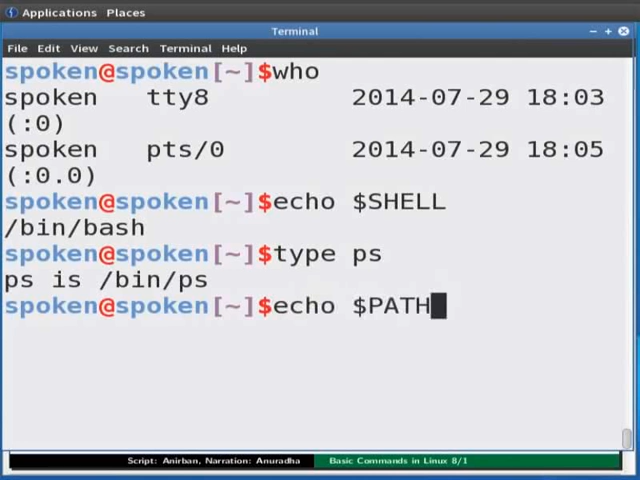 Applications Places
Terminal
File Edit View Search Terminal Help
spoken@spoken[~]$who
spoken tty8 2014-07-29 18:03
(:0)
spoken pts/0 2014-07-29 18:05
(:0.0)
spoken@spoken[~]$echo $SHELL
/bin/bash
spoken@spoken[~]$type ps
ps is /bin/ps
spoken@spoken[~]$echo $PATH
Script: Anirban, Narration: Anuradha Basic Commands in Linux 8/1